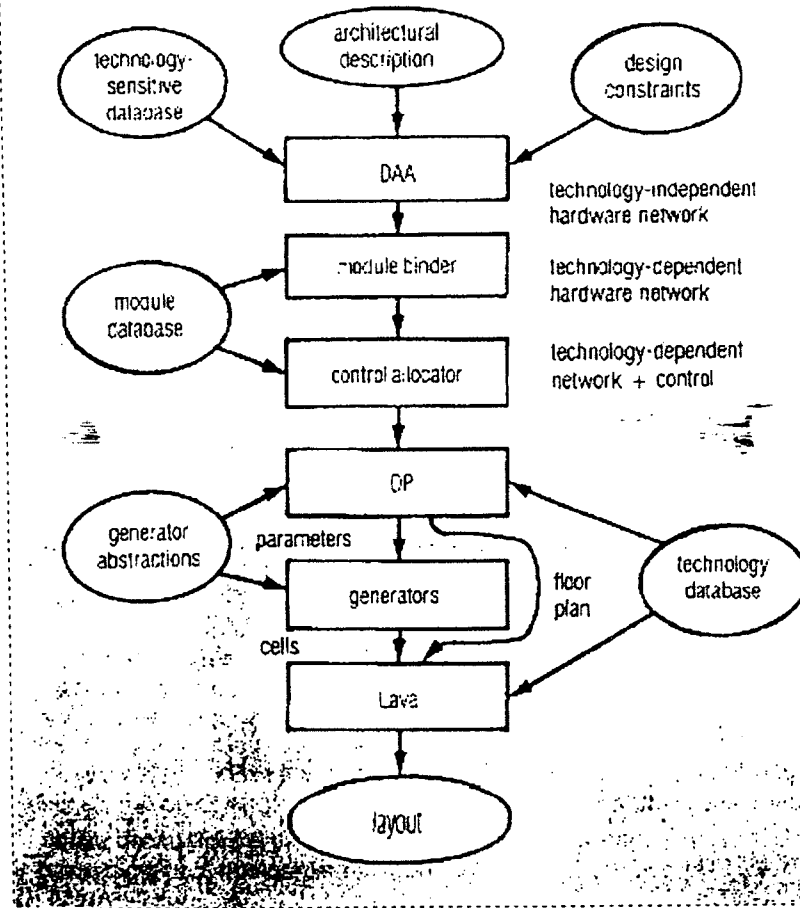 architectural
description
technology-
sensitive
database
design
constraints
DAA
technology-independent
hardware network
module binder
technology-dependent
hardware network
module
database
control allocator
technology-dependent
network + control
DP
generator
abstractions
parameters
generators
floor
plan
technology
database
cells
Lava
layout